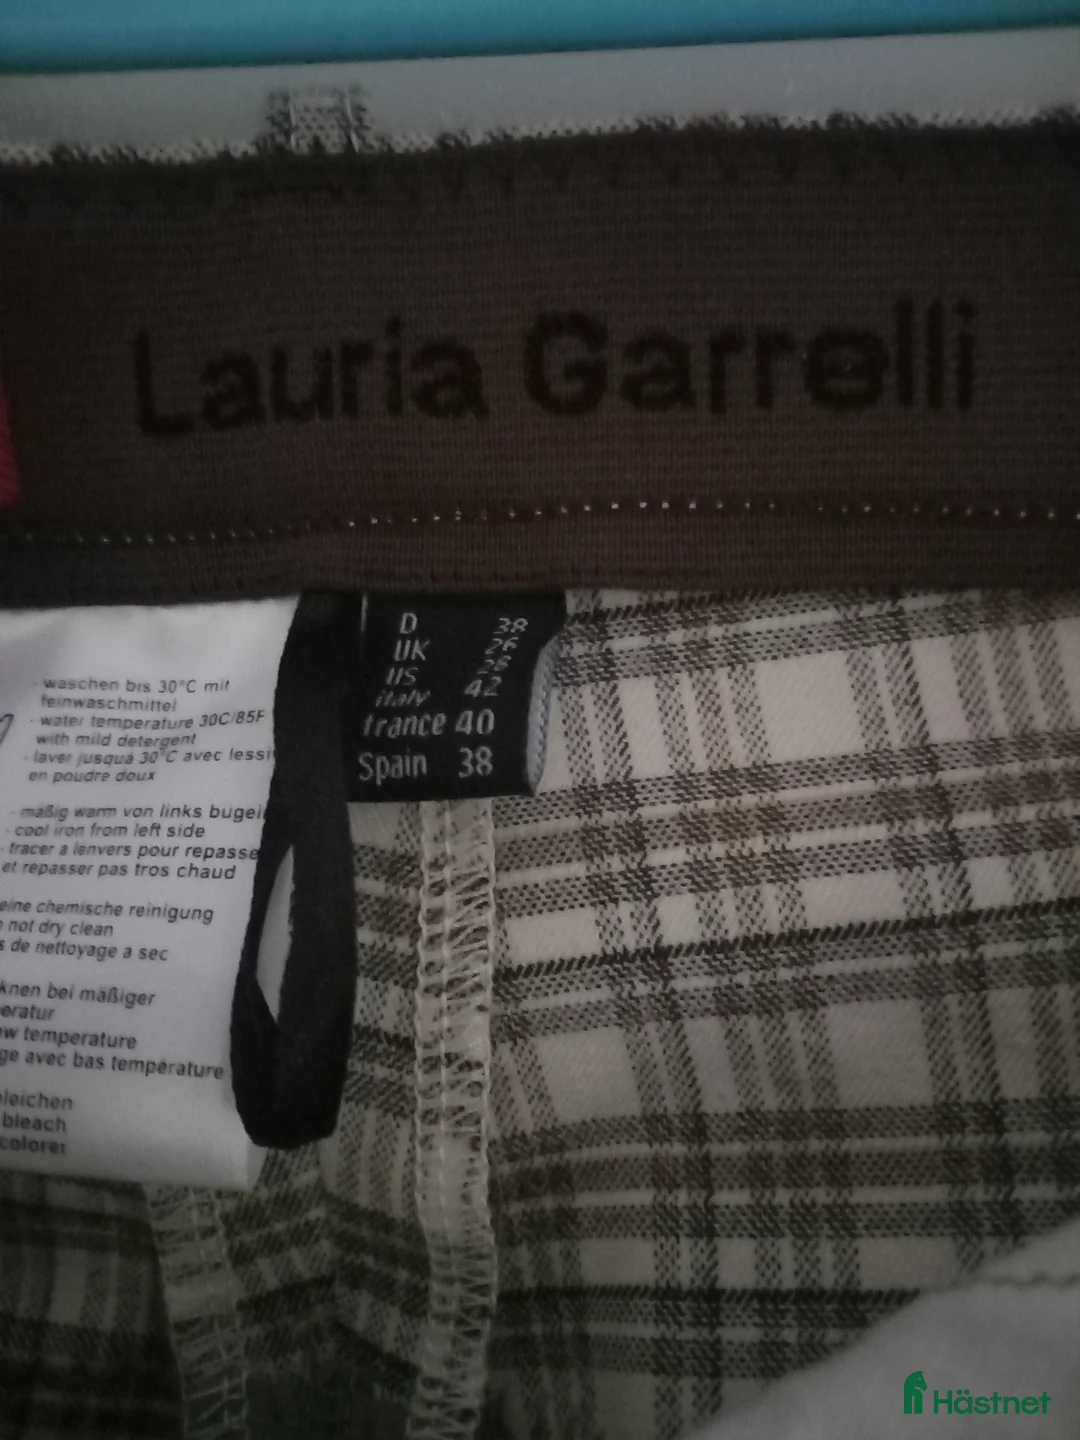 Lauria Garrelli
D 38
UK 26
US 26
italy 42
france 40
Spain 38
- waschen bis 30°C mit
feinwaschmittel
- water temperature 30C/85F
with mild detergent
- laver jusqua 30°C avec lessi
en poudre doux
- mäßig warm von links bugel
- cool iron from left side
- tracer a lenvers pour repasse
et repasser pas tros chaud
eine chemische reinigung
not dry clean
s de nettoyage a sec
knen bei mäßiger
eratur
w temperature
ge avec bas température
leichen
bleach
colorer
Hästnet